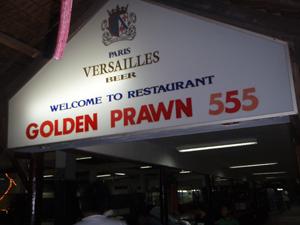 PARIS
VERSAILLES
BEER
WELCOME TO RESTAURANT
GOLDEN PRAWN 555